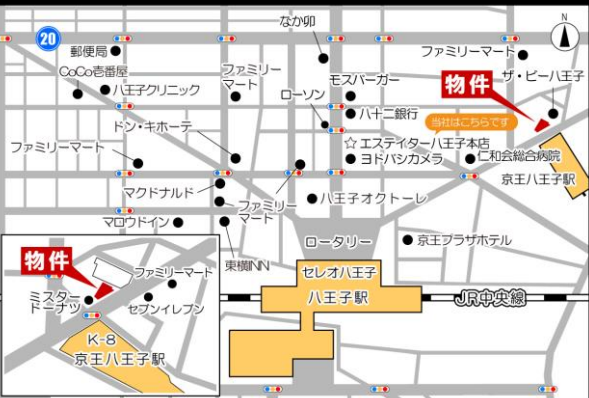 なか卯
N
20
郵便局
ファミリーマート
CoCo壱番屋
八王子クリニック
ファミリー
マート
モスバーガー
物件
ザ・ビー八王子
ローソン
八十二銀行
当社はこちらです
ドン・キホーテ
☆エステイター八王子本店
ファミリーマート
ヨドバシカメラ
仁和会総合病院
京王八王子駅
マクドナルド
ファミリー
マート
八王子オクトーレ
マロウドイン
東横INN
ロータリー
京王プラザホテル
セレオ八王子
八王子駅
JR中央線
物件
ファミリーマート
ミスター
ドーナツ
セブンイレブン
K-8
京王八王子駅